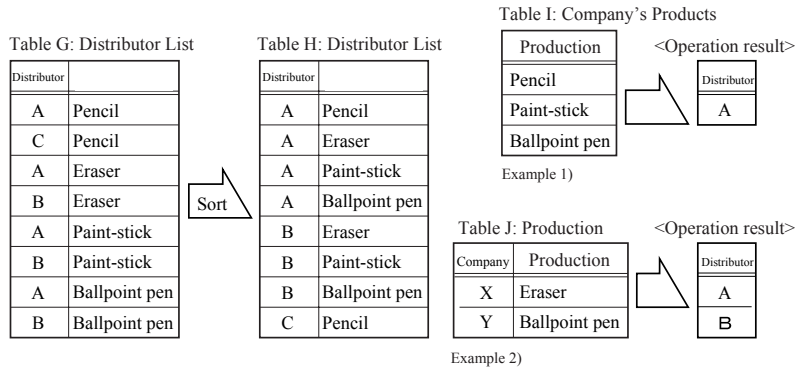 Table G: Distributor List
Distributor
A Pencil
C Pencil
A Eraser
B Eraser
A Paint-stick
B Paint-stick
A Ballpoint pen
B Ballpoint pen
Sort
Table H: Distributor List
Distributor
A Pencil
A Eraser
A Paint-stick
A Ballpoint pen
B Eraser
B Paint-stick
B Ballpoint pen
C Pencil
Table I: Company’s Products
Production
Pencil
Paint-stick
Ballpoint pen
<Operation result>
Distributor
A
Example 1)
Table J: Production
Company Production
X Eraser
Y Ballpoint pen
<Operation result>
Distributor
A
B
Example 2)